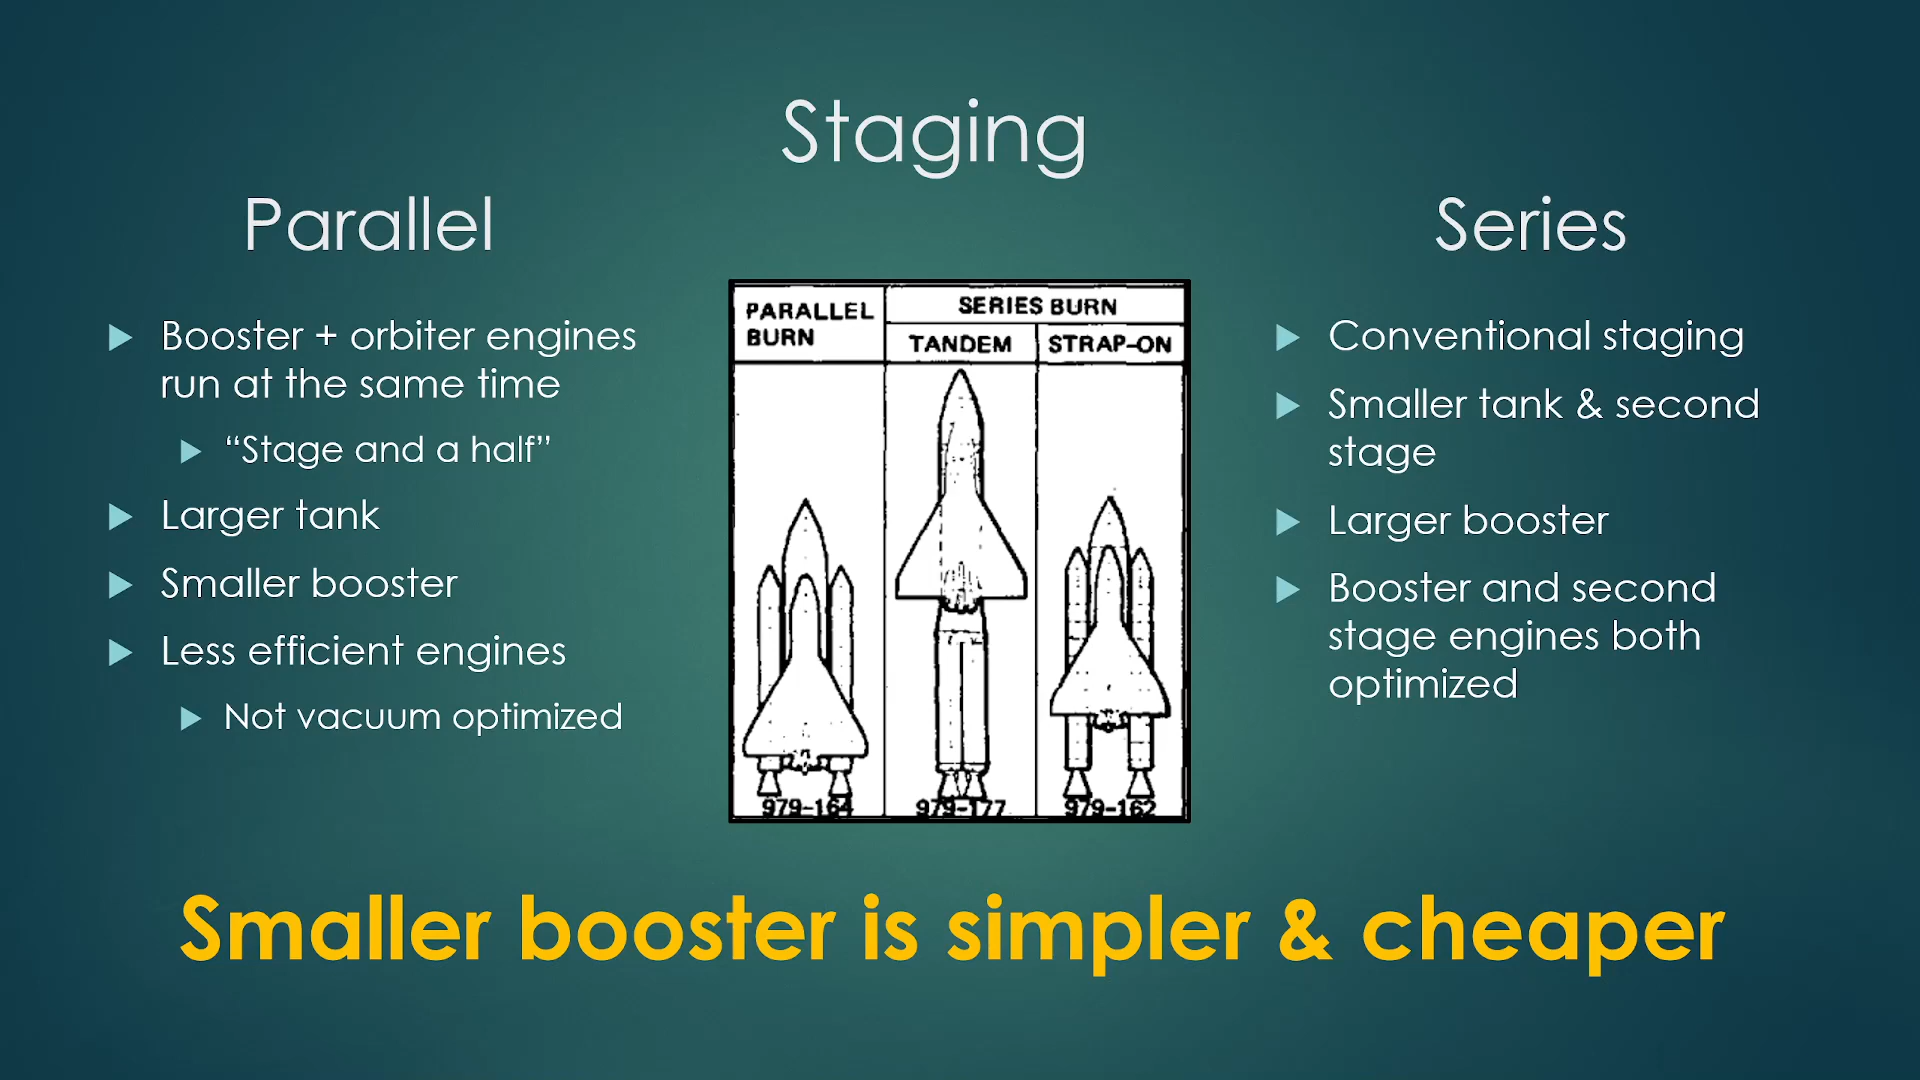 Staging
Parallel
Booster + orbiter engines
run at the same time
“Stage and a half”
Larger tank
Smaller booster
Less efficient engines
Not vacuum optimized
PARALLEL
BURN
SERIES BURN
TANDEM
STRAP-ON
979-164
979-177
979-162
Series
Conventional staging
Smaller tank & second
stage
Larger booster
Booster and second
stage engines both
optimized
Smaller booster is simpler & cheaper